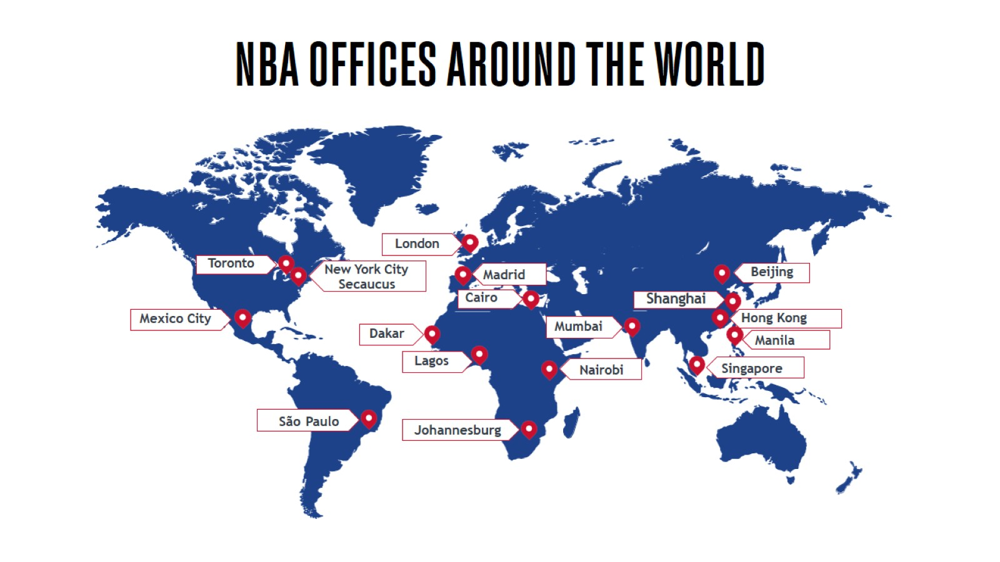 NBA OFFICES AROUND THE WORLD
London
Toronto
New York City
Secaucus
Madrid
Beijing
Cairo
Shanghai
Mexico City
Hong Kong
Mumbai
Dakar
Manila
Lagos
Nairobi
Singapore
São Paulo
Johannesburg